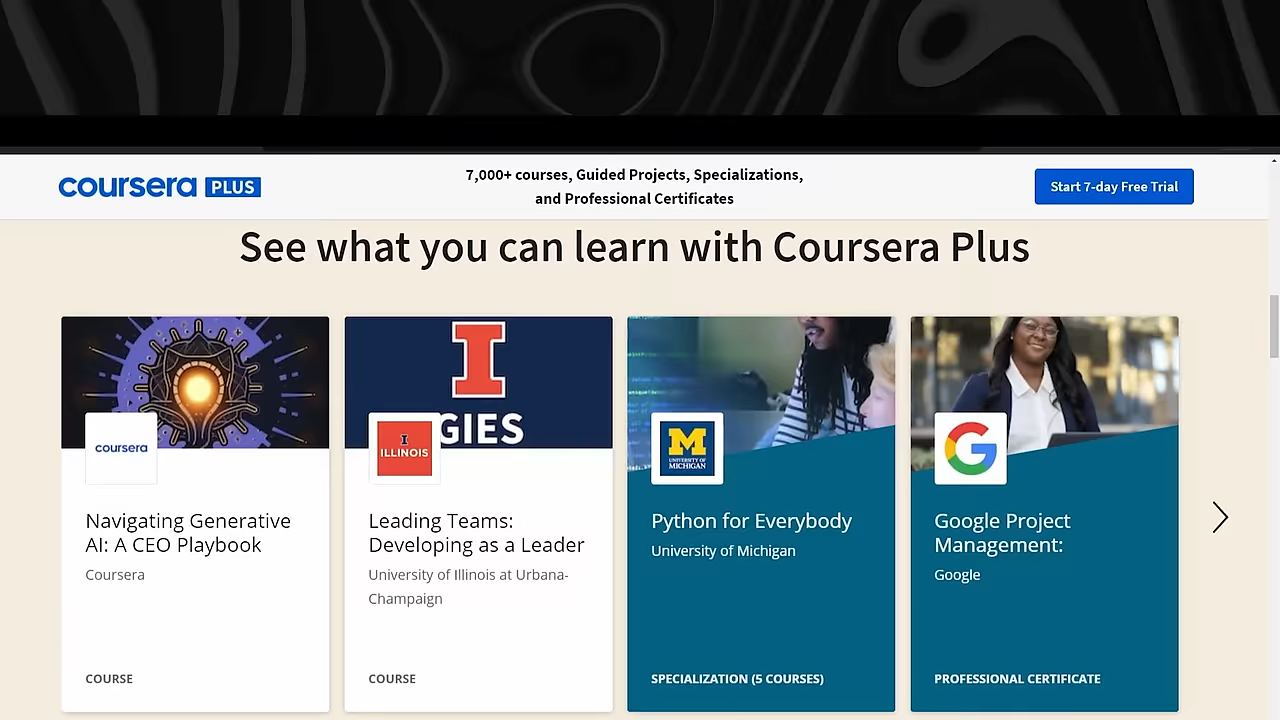 coursera PLUS
7,000+ courses, Guided Projects, Specializations,
and Professional Certificates
Start 7-day Free Trial
See what you can learn with Coursera Plus
coursera
Navigating Generative
AI: A CEO Playbook
Coursera
COURSE
I
GIES
I
ILLINOIS
Leading Teams:
Developing as a Leader
University of Illinois at Urbana-
Champaign
COURSE
M
UNIVERSITY OF
MICHIGAN
Python for Everybody
University of Michigan
SPECIALIZATION (5 COURSES)
G
Google Project
Management:
Google
PROFESSIONAL CERTIFICATE